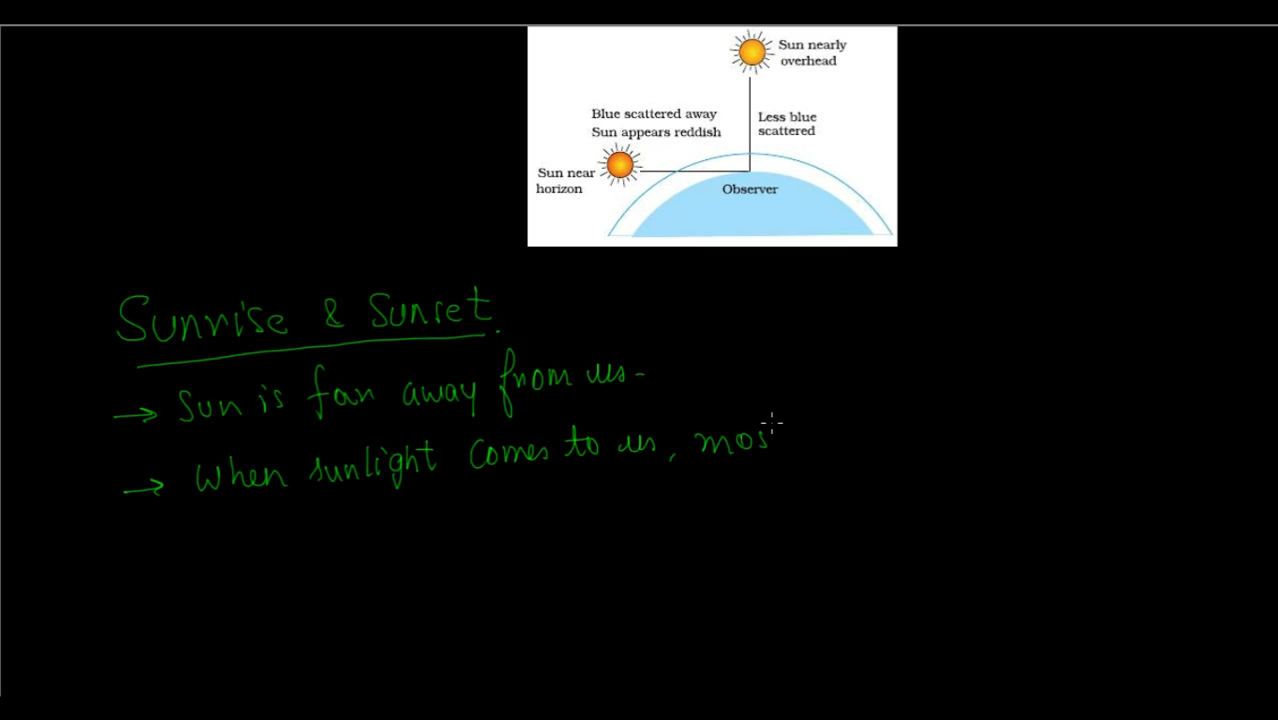 Sun nearly
overhead
Blue scattered away
Sun appears reddish
Less blue
scattered
Sun near
horizon
Observer
Sunrise & Sunset.
→ Sun is far away from us.
→ When sunlight comes to us, mos